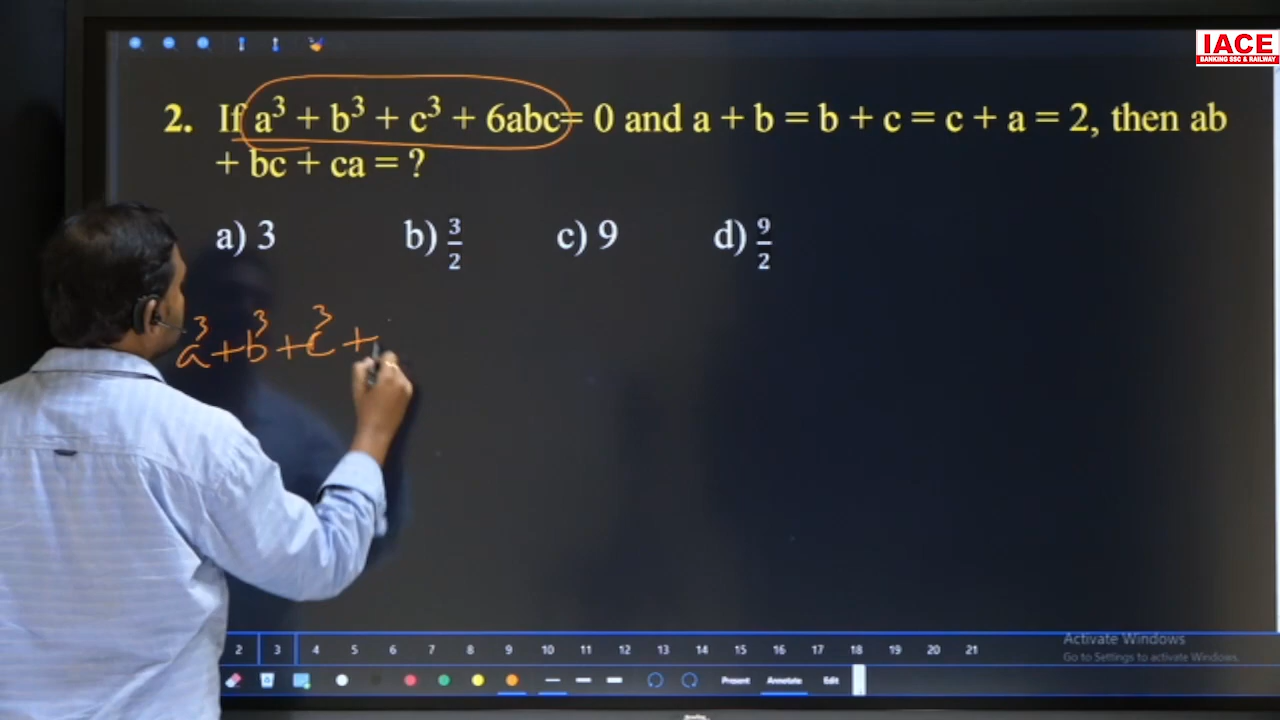 IACE
BANKING SSC & RAILWAY
2. If a³ + b³ + c³ + 6abc= 0 and a + b = b + c = c + a = 2, then ab
+ bc + ca = ?
a) 3 b) 3/2 c) 9 d) 9/2
a³ + b³ + c³ +
Activate Windows
Go to Settings to activate Windows.
2 3 4 5 6 7 8 9 10 11 12 13 14 15 16 17 18 19 20 21
Present Annotate Edit